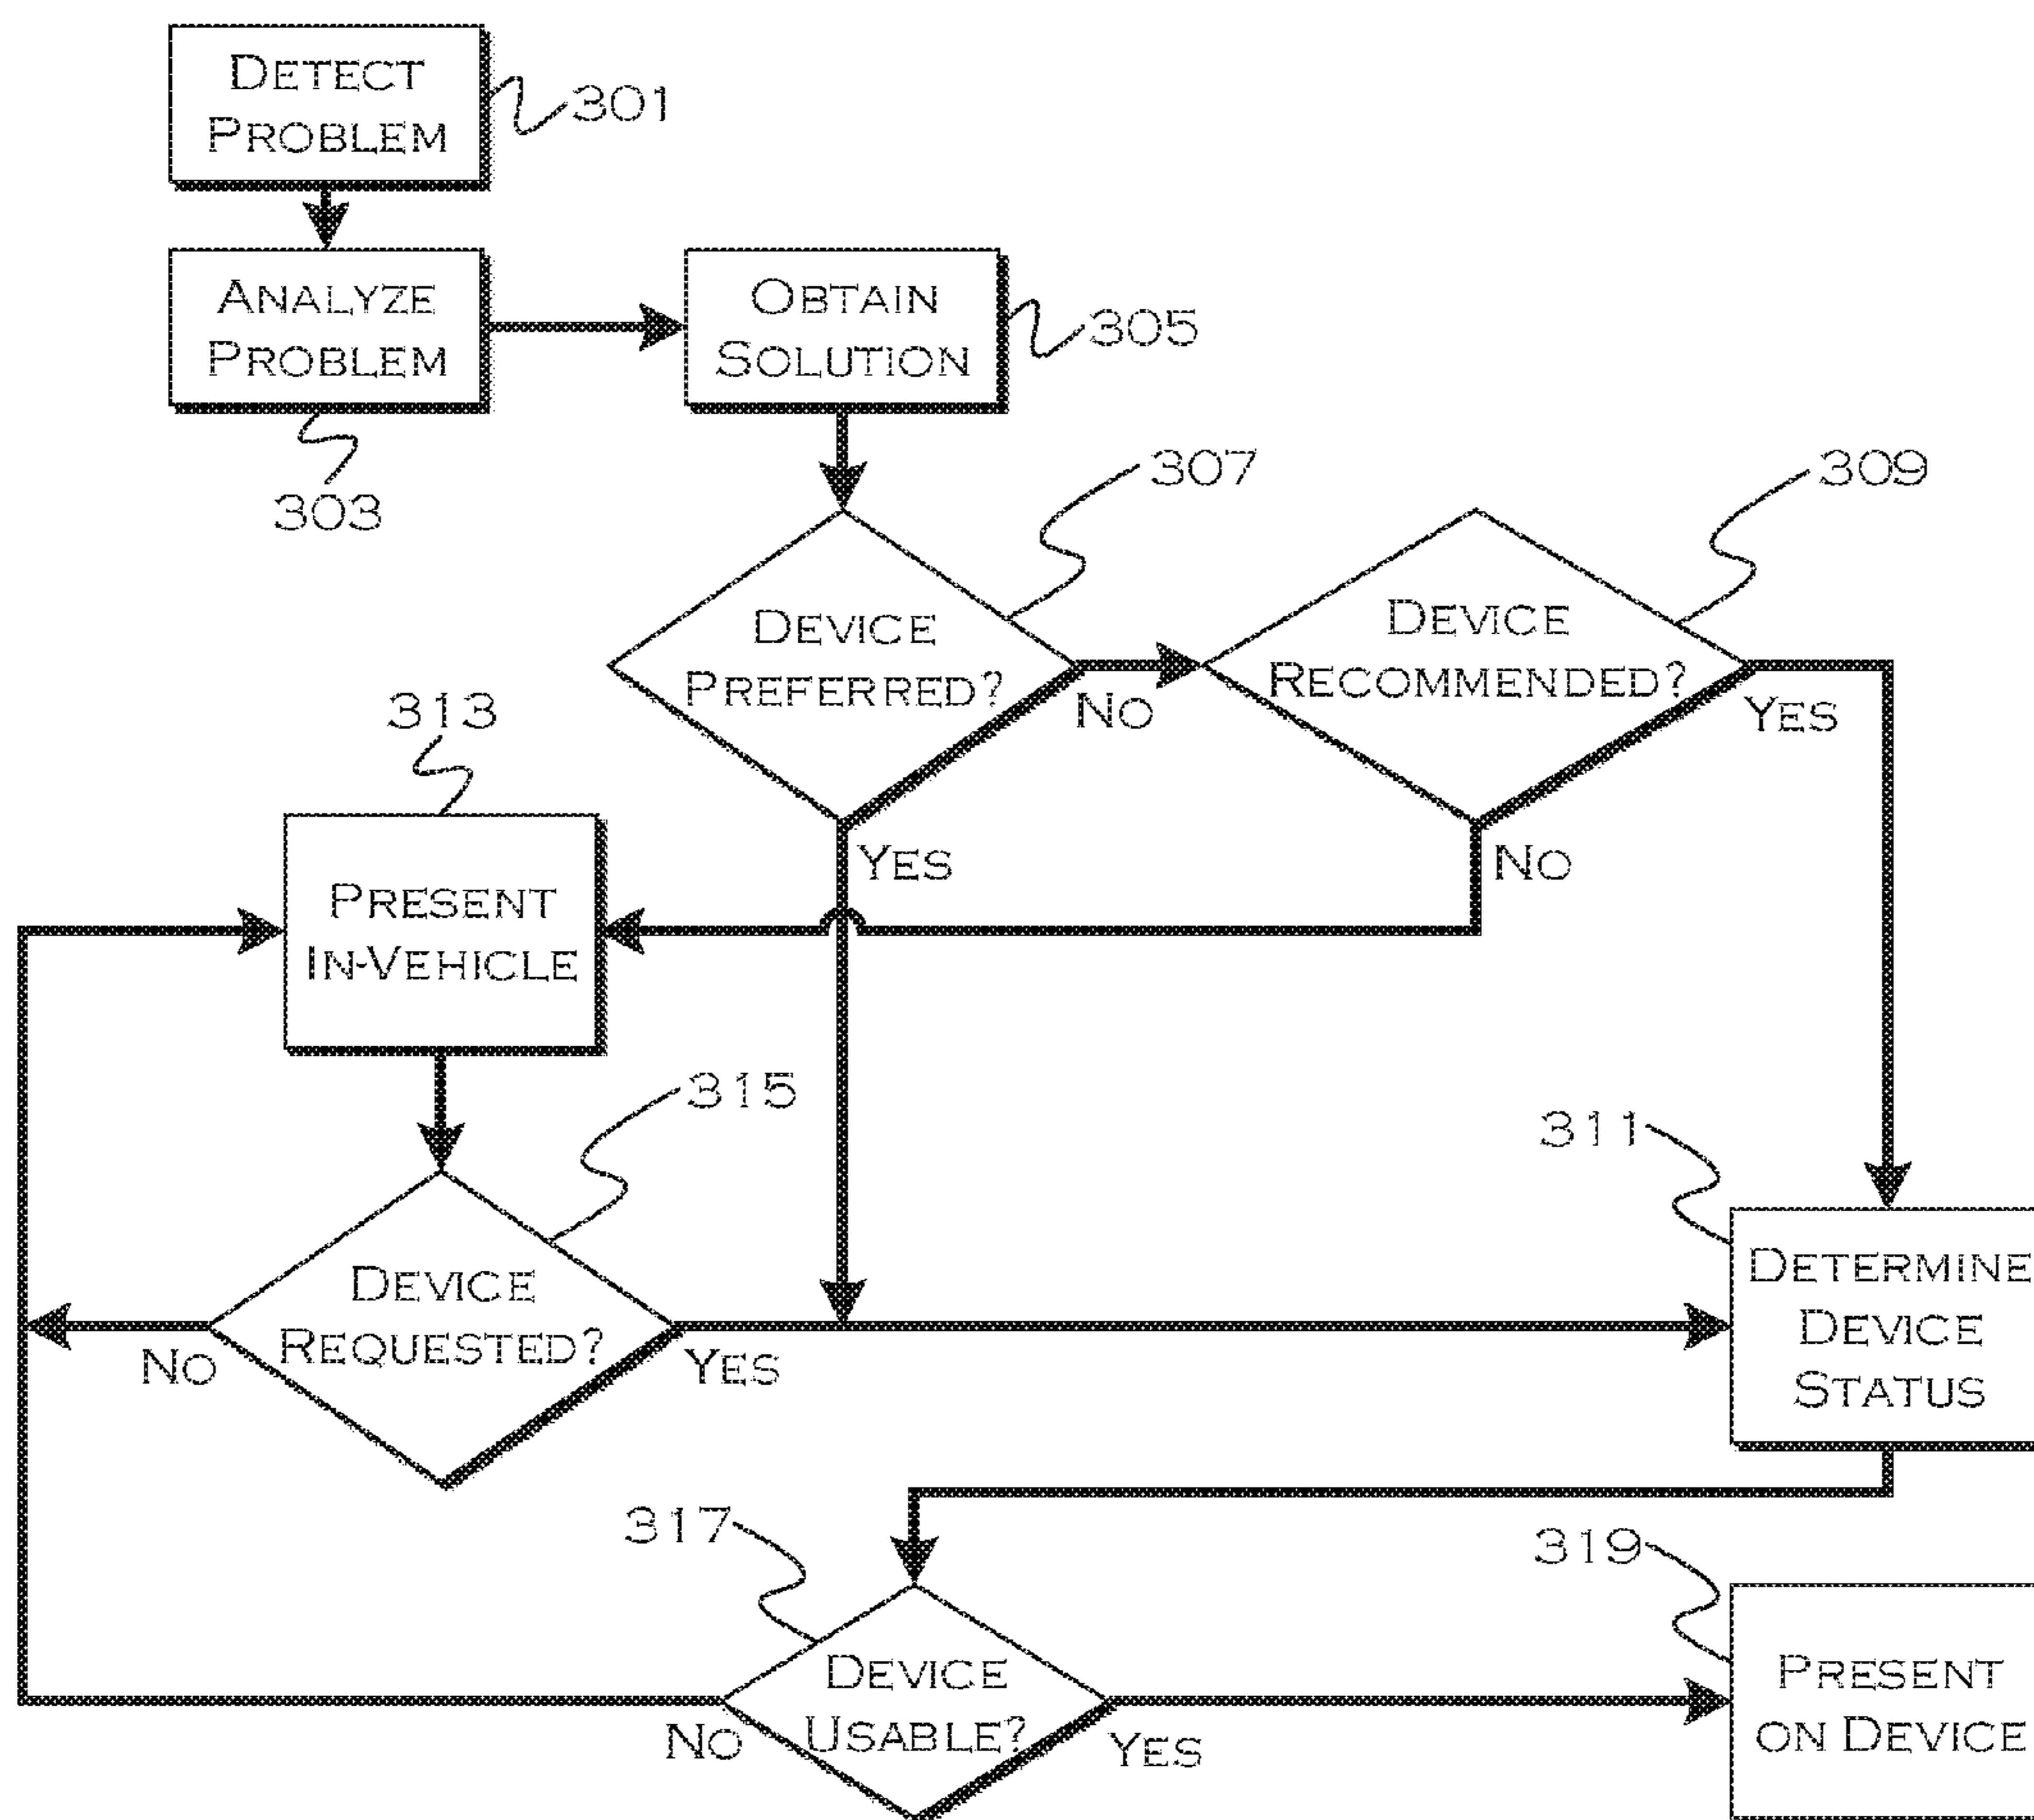 DETECT
PROBLEM
301
ANALYZE
PROBLEM
OBTAIN
SOLUTION
305
303
307
309
DEVICE
PREFERRED?
NO
YES
DEVICE
RECOMMENDED?
YES
NO
313
PRESENT
IN-VEHICLE
315
311
DEVICE
REQUESTED?
NO
YES
DETERMINE
DEVICE
STATUS
317
319
DEVICE
USABLE?
NO
YES
PRESENT
ON DEVICE